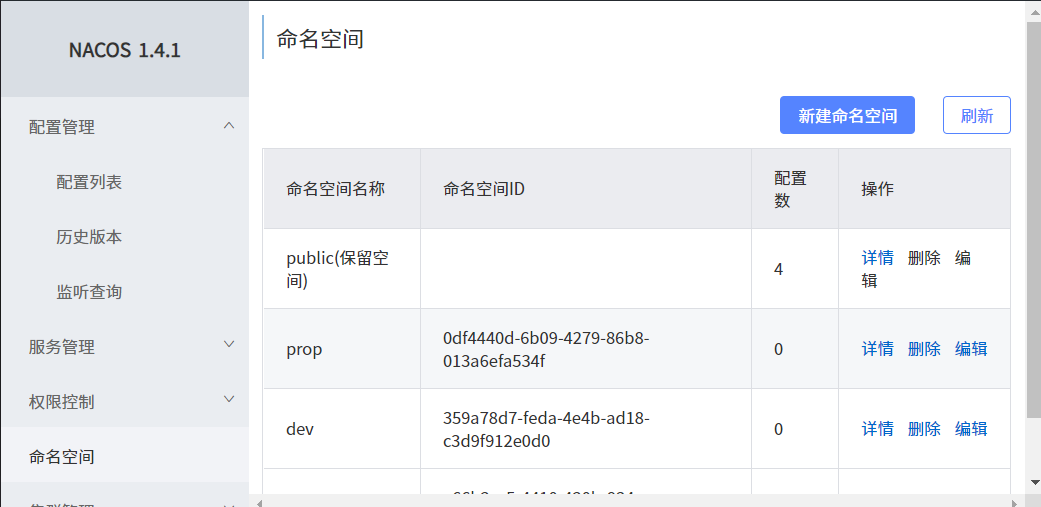 NACOS 1.4.1
配置管理
配置列表
历史版本
监听查询
服务管理
权限控制
命名空间
命名空间
新建命名空间
刷新
命名空间名称
命名空间ID
配置
数
操作
public(保留空
间)
4
详情 删除 编
辑
prop
0df4440d-6b09-4279-86b8-
013a6efa534f
0
详情 删除 编辑
dev
359a78d7-feda-4e4b-ad18-
c3d9f912e0d0
0
详情 删除 编辑